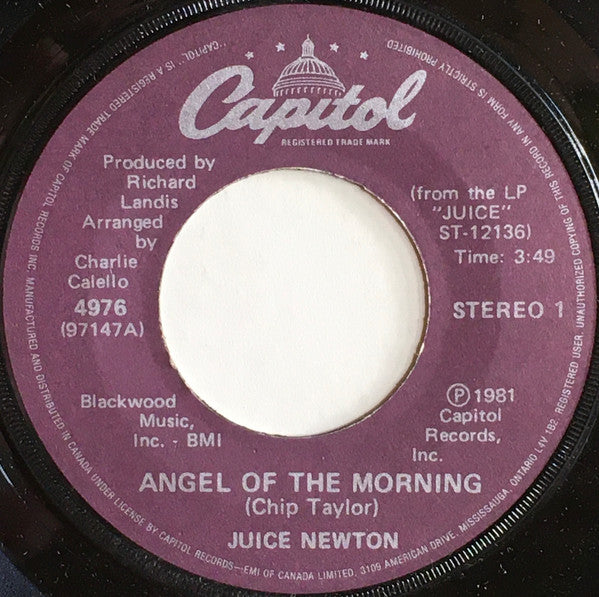 Capitol
REGISTERED TRADE MARK
Produced by
Richard
Landis
Arranged
by
Charlie
Calello
4976
(97147A)
(from the LP
"JUICE"
ST-12136)
Time: 3:49
STEREO 1
Blackwood
Music,
Inc. - BMI
Ⓟ 1981
Capitol
Records,
Inc.
ANGEL OF THE MORNING
(Chip Taylor)
JUICE NEWTON
"CAPITOL" IS A REGISTERED TRADE MARK OF CAPITOL RECORDS INC. MANUFACTURED AND DISTRIBUTED IN CANADA UNDER LICENSE BY CAPITOL RECORDS—EMI OF CANADA LIMITED. 3109 AMERICAN DRIVE, MISSISSAUGA, ONTARIO L4V 1B2. REGISTERED USER. UNAUTHORIZED COPYING OF THIS RECORD IN ANY FORM IS STRICTLY PROHIBITED